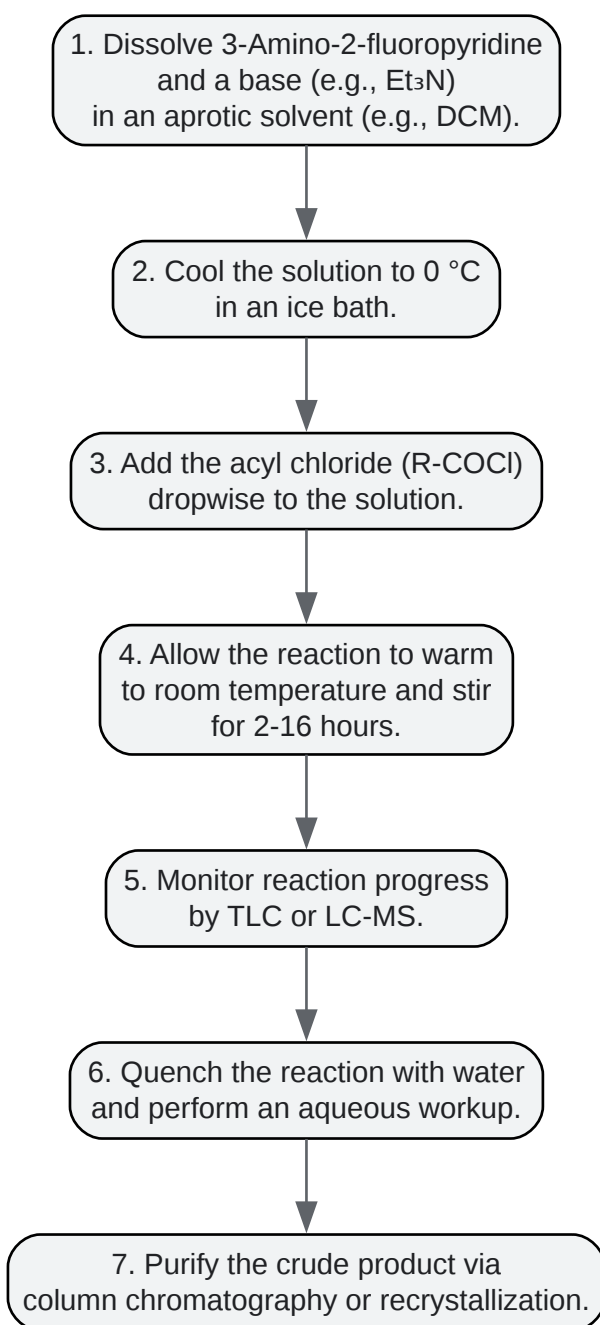 1. Dissolve 3-Amino-2-fluoropyridine
and a base (e.g., Et₃N)
in an aprotic solvent (e.g., DCM).
2. Cool the solution to 0 °C
in an ice bath.
3. Add the acyl chloride (R-COCl)
dropwise to the solution.
4. Allow the reaction to warm
to room temperature and stir
for 2-16 hours.
5. Monitor reaction progress
by TLC or LC-MS.
6. Quench the reaction with water
and perform an aqueous workup.
7. Purify the crude product via
column chromatography or recrystallization.